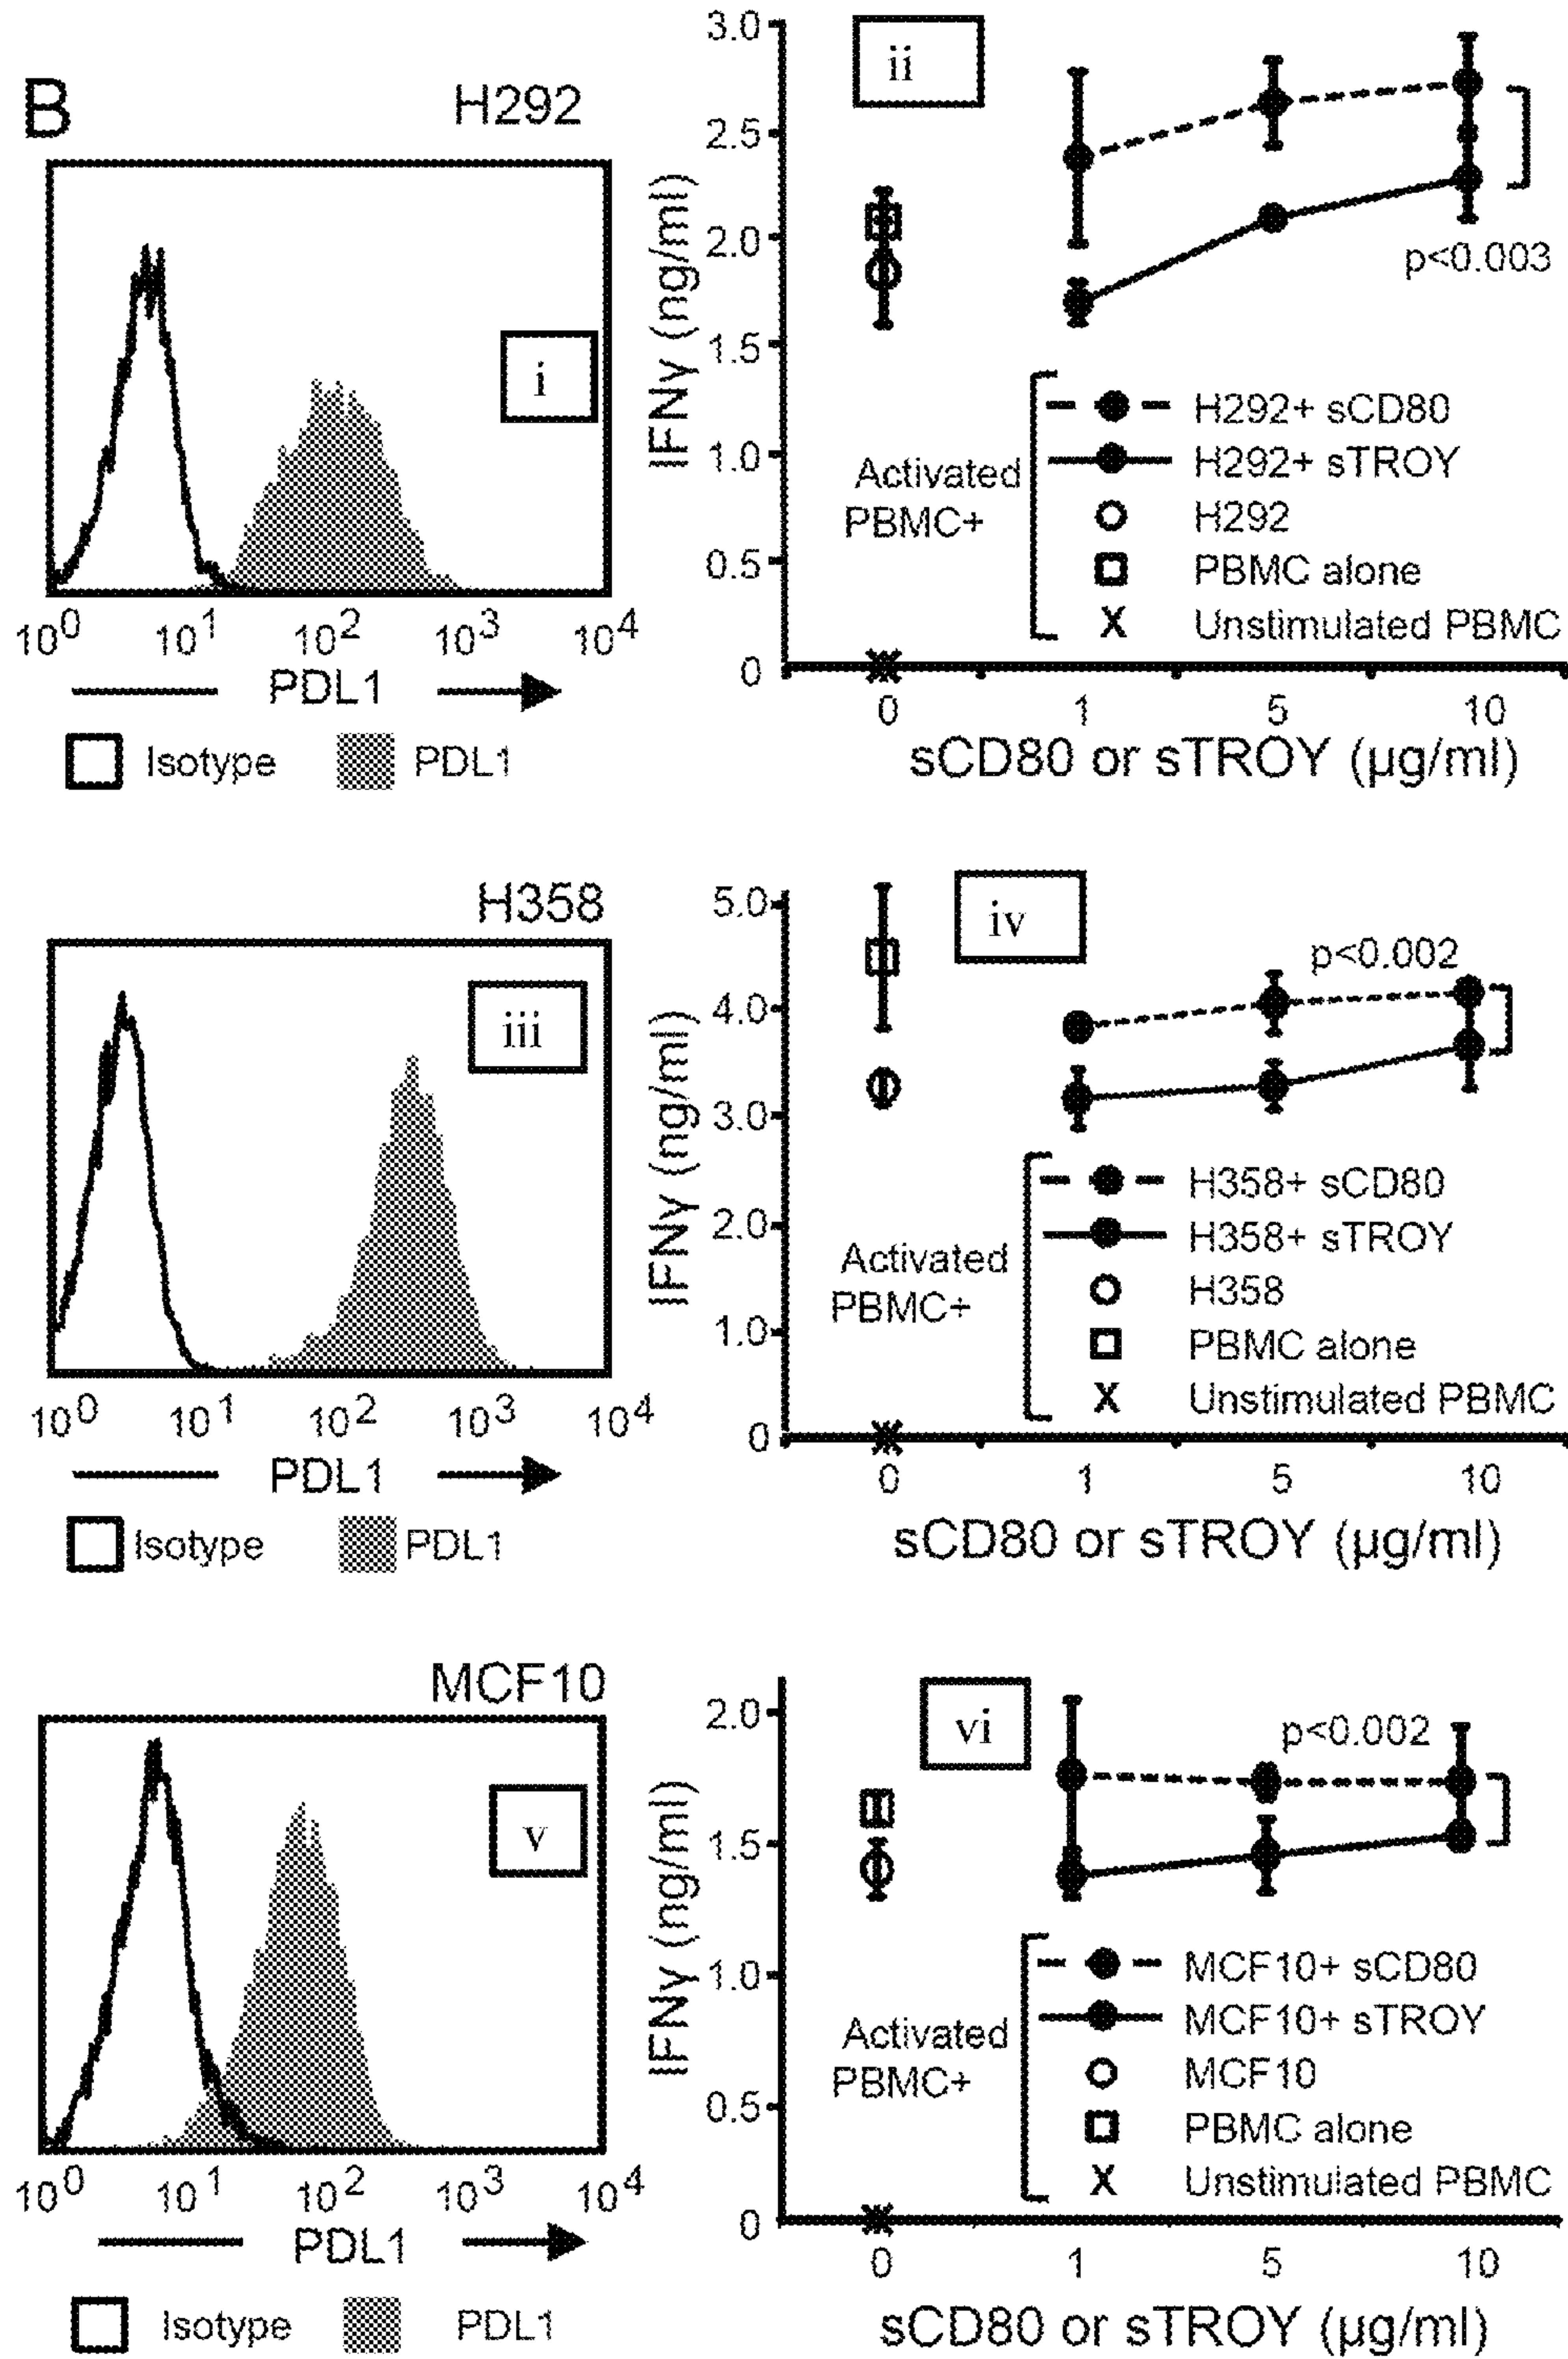 B
H292
i
10^0 10^1 10^2 10^3 10^4
PDL1
Isotype PDL1
ii
3.0
2.5
2.0
1.5
1.0
0.5
0
IFNγ (ng/ml)
p<0.003
Activated
PBMC+
H292+ sCD80
H292+ sTROY
H292
PBMC alone
Unstimulated PBMC
0 1 5 10
sCD80 or sTROY (µg/ml)
H358
iii
10^0 10^1 10^2 10^3 10^4
PDL1
Isotype PDL1
iv
5.0
4.0
3.0
2.0
1.0
0
IFNγ (ng/ml)
p<0.002
Activated
PBMC+
H358+ sCD80
H358+ sTROY
H358
PBMC alone
Unstimulated PBMC
0 1 5 10
sCD80 or sTROY (µg/ml)
MCF10
v
10^0 10^1 10^2 10^3 10^4
PDL1
Isotype PDL1
vi
2.0
1.5
1.0
0.5
0
IFNγ (ng/ml)
p<0.002
Activated
PBMC+
MCF10+ sCD80
MCF10+ sTROY
MCF10
PBMC alone
Unstimulated PBMC
0 1 5 10
sCD80 or sTROY (µg/ml)